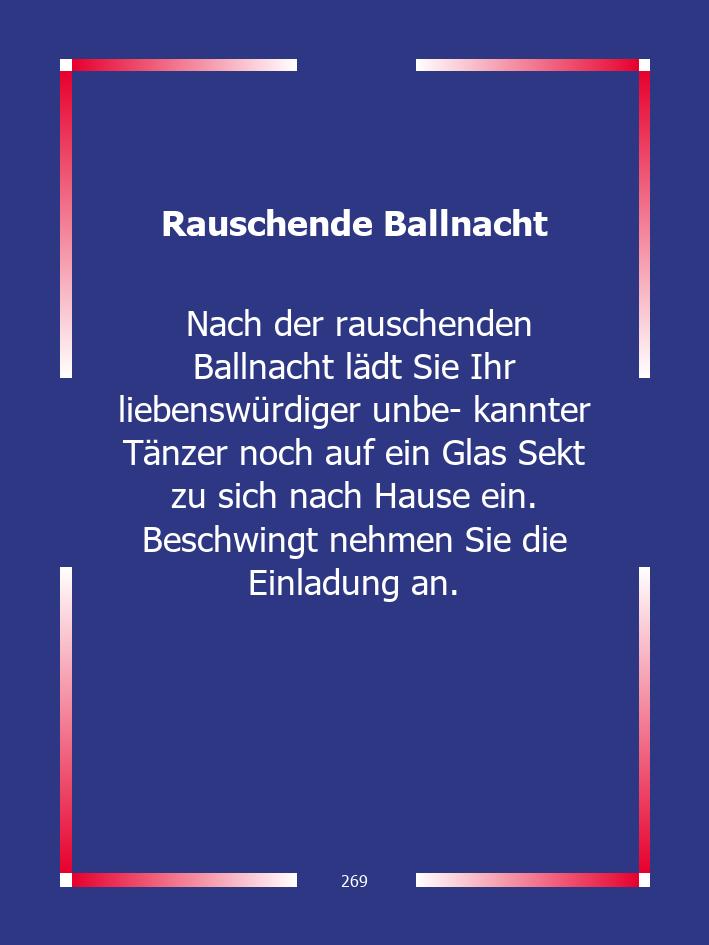 Rauschende Ballnacht
Nach der rauschenden
Ballnacht lädt Sie Ihr
liebenswürdiger unbe- kannter
Tänzer noch auf ein Glas Sekt
zu sich nach Hause ein.
Beschwingt nehmen Sie die
Einladung an.
269